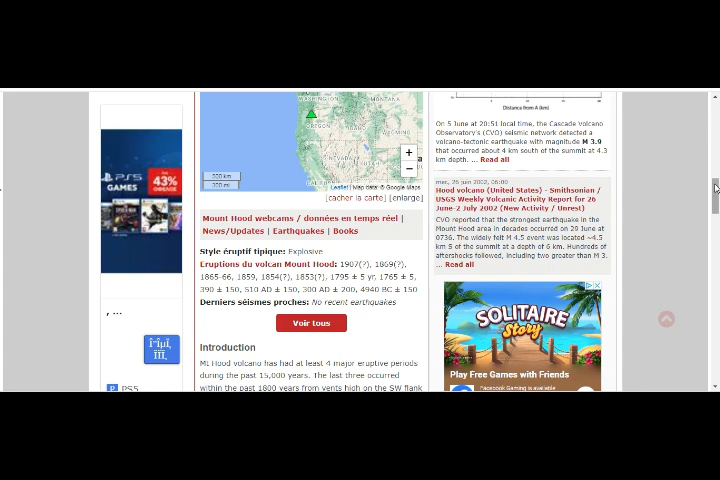 PS5
GAMES
43%
, ...
PS5
WASHINGTON
MONTANA
OREGON
IDAHO
WYOMING
NEVADA
UTAH
+
−
300 km
300 mi
Leaflet | Map data: © Google Maps
[cacher la carte] [enlarge]
Mount Hood webcams / données en temps réel |
News/Updates | Earthquakes | Books
Style éruptif tipique: Explosive
Eruptions du volcan Mount Hood: 1907(?), 1869(?),
1865-66, 1859, 1854(?), 1853(?), 1795 ± 5 yr, 1765 ± 5,
390 ± 150, 510 AD ± 150, 300 AD ± 200, 4940 BC ± 150
Derniers séismes proches: No recent earthquakes
Voir tous
Introduction
Mt Hood volcano has had at least 4 major eruptive periods
during the past 15,000 years. The last three occurred
within the past 1800 years from vents high on the SW flank
Distance from A (km)
On 5 June at 20:51 local time, the Cascade Volcano
Observatory's (CVO) seismic network detected a
volcano-tectonic earthquake with magnitude M 3.9
that occurred about 4 km south of the summit at 4.3
km depth. ... Read all
mer, 26 juin 2002, 06:00
Hood volcano (United States) - Smithsonian /
USGS Weekly Volcanic Activity Report for 26
June-2 July 2002 (New Activity / Unrest)
CVO reported that the strongest earthquake in the
Mount Hood area in decades occurred on 29 June at
0736. The widely felt M 4.5 event was located ~4.5
km S of the summit at a depth of 6 km. Hundreds of
aftershocks followed, including two greater than M 3.
... Read all
SOLITAIRE
Story
Play Free Games with Friends
Facebook Gaming is available